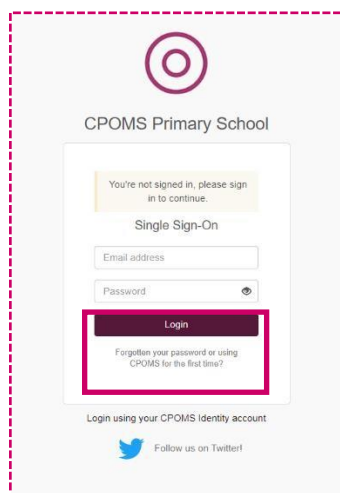 CPOMS Primary School
You're not signed in, please sign
in to continue.
Single Sign-On
Email address
Password
Login
Forgotten your password or using
CPOMS for the first time?
Login using your CPOMS Identity account
Follow us on Twitter!